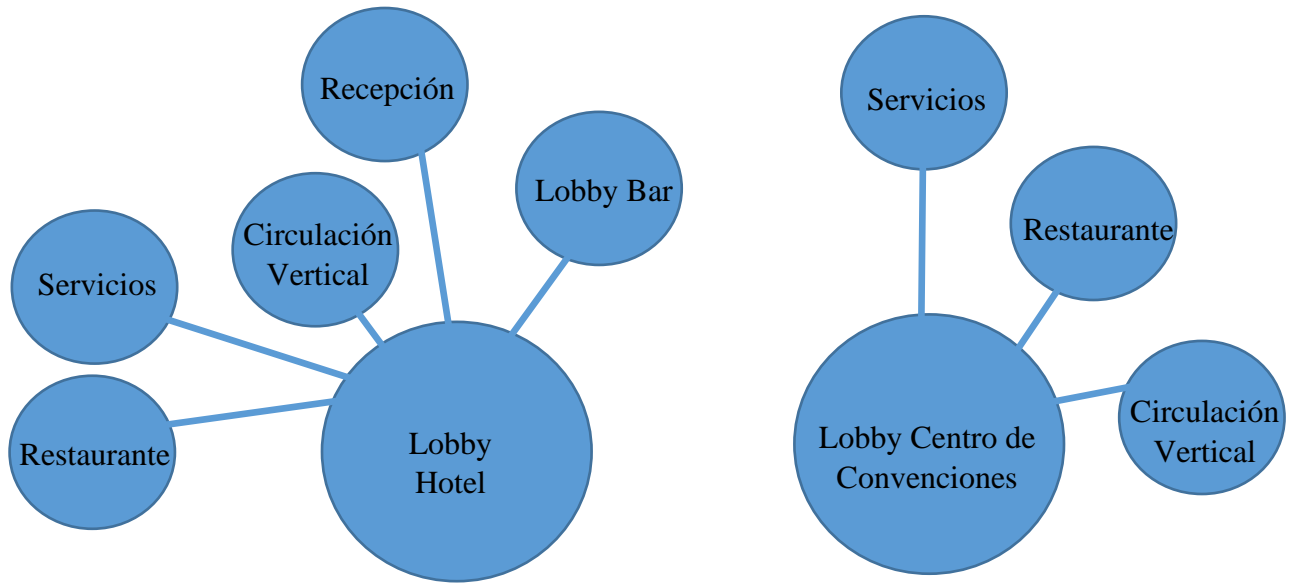 Recepción
Lobby Bar
Circulación
Vertical
Servicios
Restaurante
Lobby
Hotel
Servicios
Restaurante
Circulación
Vertical
Lobby Centro de
Convenciones